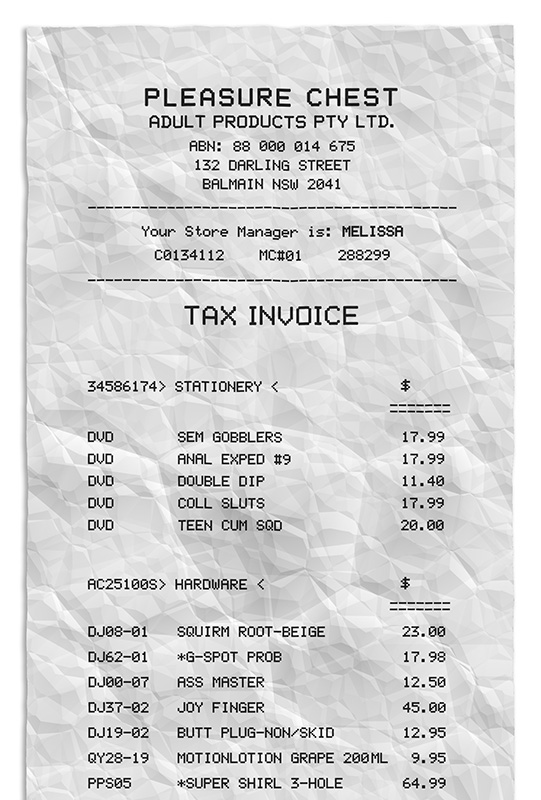 PLEASURE CHEST
ADULT PRODUCTS PTY LTD.
ABN: 88 000 014 675
132 DARLING STREET
BALMAIN NSW 2041
Your Store Manager is: MELISSA
C0134112 MC#01 288299
TAX INVOICE
34586174> STATIONERY < $
=======
DVD SEM GOBBLERS 17.99
DVD ANAL EXPED #9 17.99
DVD DOUBLE DIP 11.40
DVD COLL SLUTS 17.99
DVD TEEN CUM SQD 20.00
AC25100S> HARDWARE < $
=======
DJ08-01 SQUIRM ROOT-BEIGE 23.00
DJ62-01 *G-SPOT PROB 17.98
DJ00-07 ASS MASTER 12.50
DJ37-02 JOY FINGER 45.00
DJ19-02 BUTT PLUG-NON/SKID 12.95
QY28-19 MOTIONLOTION GRAPE 200ML 9.95
PPS05 *SUPER SHIRL 3-HOLE 64.99